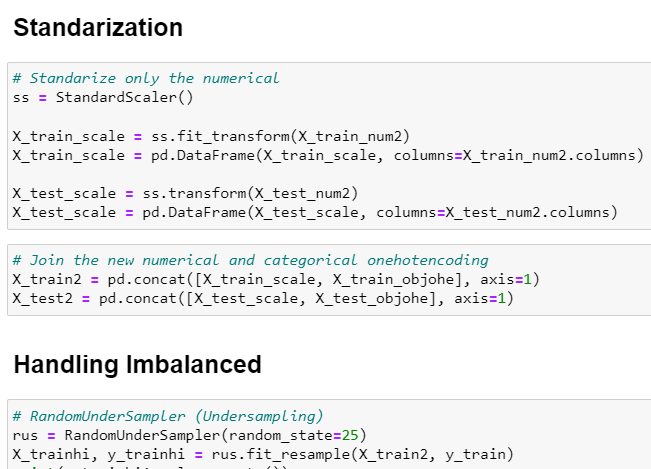 Standarization
# Standarize only the numerical
ss = StandardScaler()
X_train_scale = ss.fit_transform(X_train_num2)
X_train_scale = pd.DataFrame(X_train_scale, columns=X_train_num2.columns)
X_test_scale = ss.transform(X_test_num2)
X_test_scale = pd.DataFrame(X_test_scale, columns=X_test_num2.columns)
# Join the new numerical and categorical onehotencoding
X_train2 = pd.concat([X_train_scale, X_train_objohe], axis=1)
X_test2 = pd.concat([X_test_scale, X_test_objohe], axis=1)
Handling Imbalanced
# RandomUnderSampler (Undersampling)
rus = RandomUnderSampler(random_state=25)
X_trainhi, y_trainhi = rus.fit_resample(X_train2, y_train)